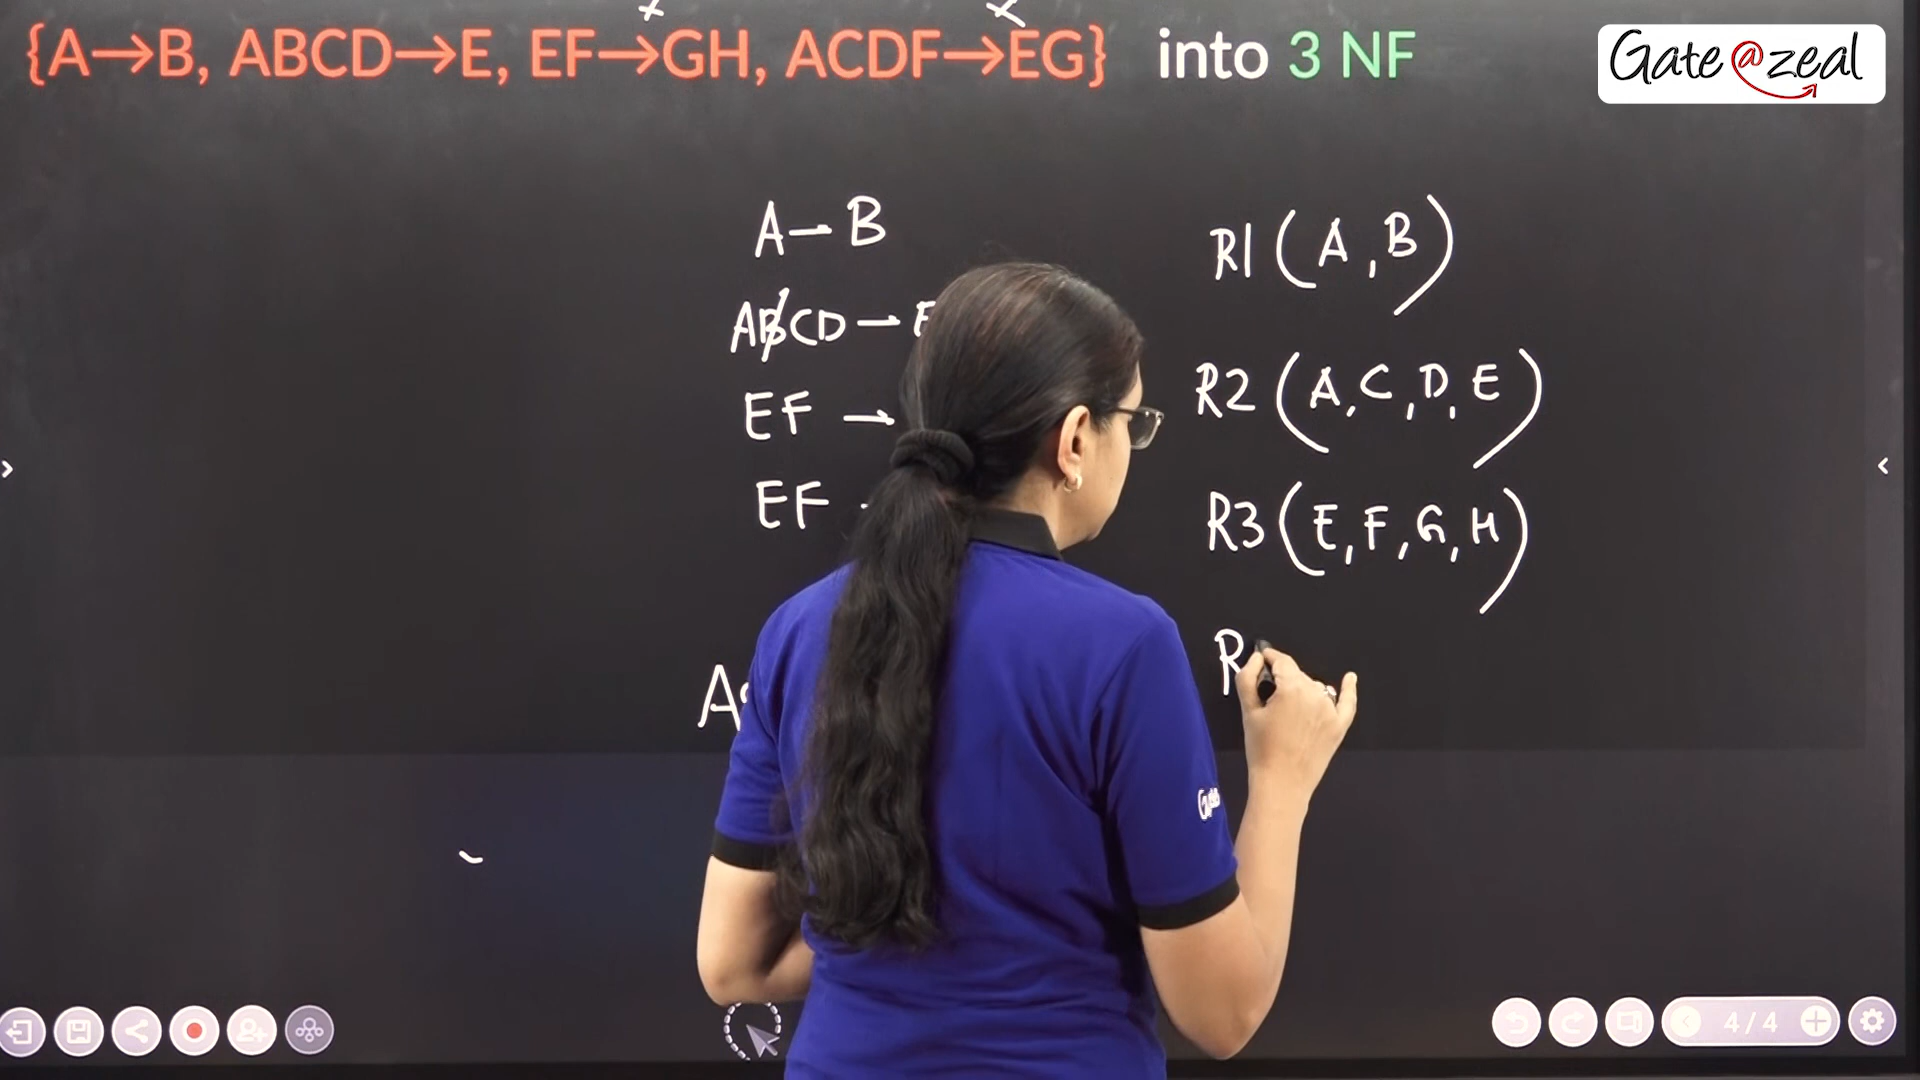 {A→B, ABCD→E, EF→GH, ACDF→EG} into 3 NF
Gate@zeal
A → B
ABCD → E
EF →
EF
R1 (A, B)
R2 (A, C, D, E)
R3 (E, F, G, H)
R
4 / 4